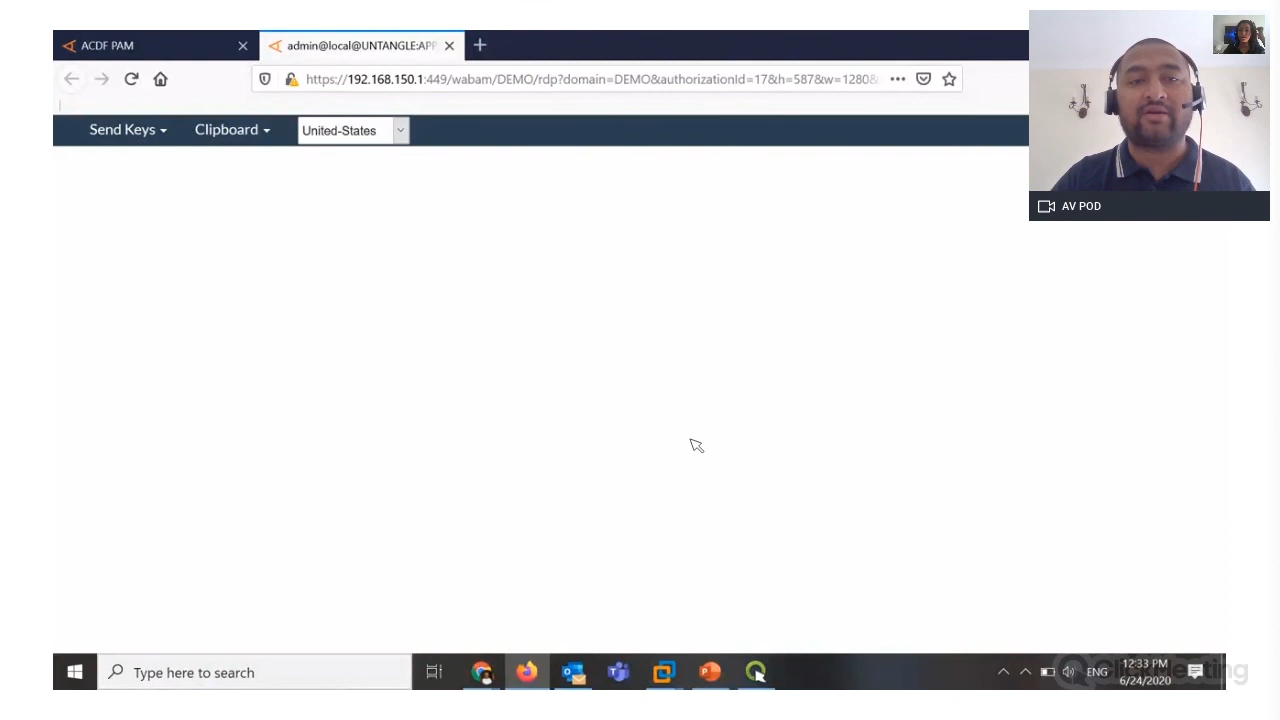 ACDF PAM
admin@local@UNTANGLE:APP
https://192.168.150.1:449/wabam/DEMO/rdp?domain=DEMO&authorizationId=17&h=587&w=1280&
Send Keys
Clipboard
United-States
AV POD
Type here to search
ENG
12:33 PM
6/24/2020
ClickMeeting